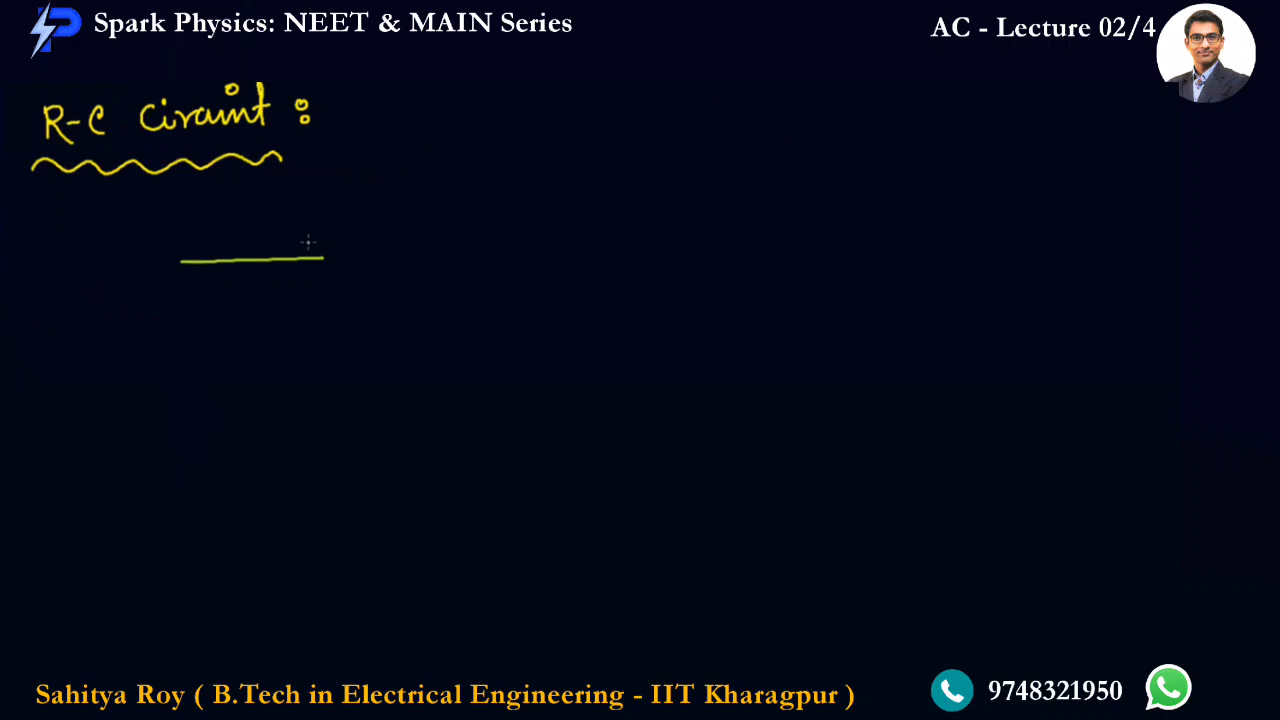 Spark Physics: NEET & MAIN Series
AC - Lecture 02/4
R-C Circuit :
Sahitya Roy ( B.Tech in Electrical Engineering - IIT Kharagpur )
9748321950